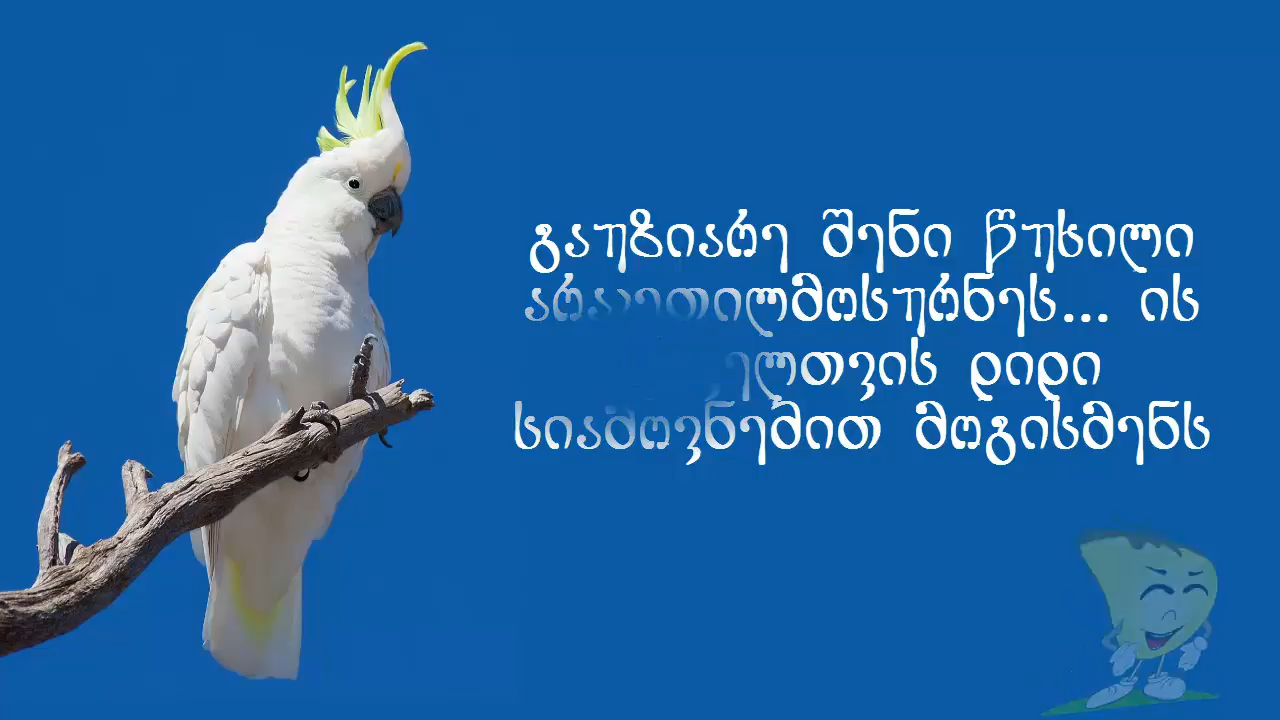 გაუზიარე შენი წუხილი
არაკეთილმოსურნეს... ის
დიდი
სიამოვნებით მოგისმენს